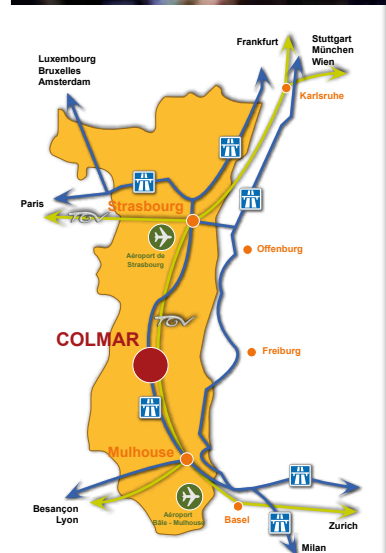 Frankfurt
Stuttgart
München
Wien
Luxembourg
Bruxelles
Amsterdam
Karlsruhe
Paris
TGV
Strasbourg
Aéroport de
Strasbourg
Offenburg
TGV
COLMAR
Freiburg
Mulhouse
Besançon
Lyon
Aéroport
Bâle - Mulhouse
Basel
Zurich
Milan